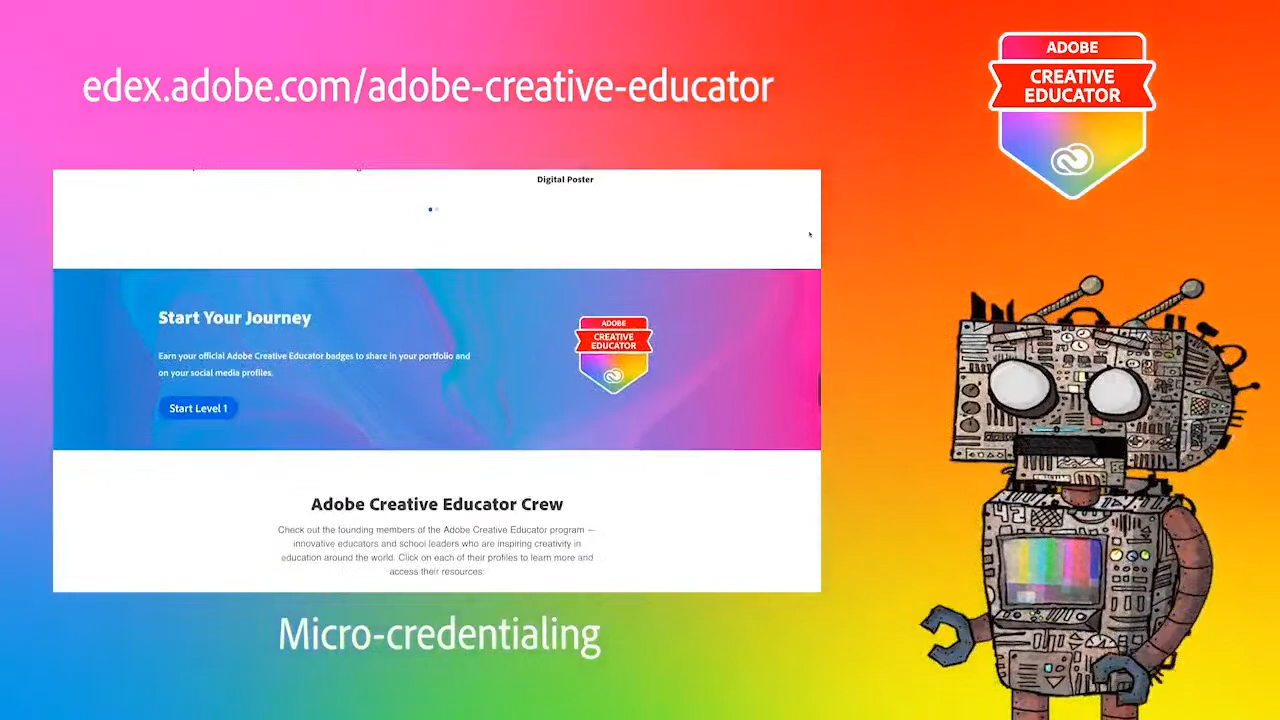 edex.adobe.com/adobe-creative-educator
ADOBE
CREATIVE
EDUCATOR
Digital Poster
Start Your Journey
Earn your official Adobe Creative Educator badges to share in your portfolio and
on your social media profiles.
Start Level 1
ADOBE
CREATIVE
EDUCATOR
Adobe Creative Educator Crew
Check out the founding members of the Adobe Creative Educator program —
innovative educators and school leaders who are inspiring creativity in
education around the world. Click on each of their profiles to learn more and
access their resources:
42
Micro-credentialing